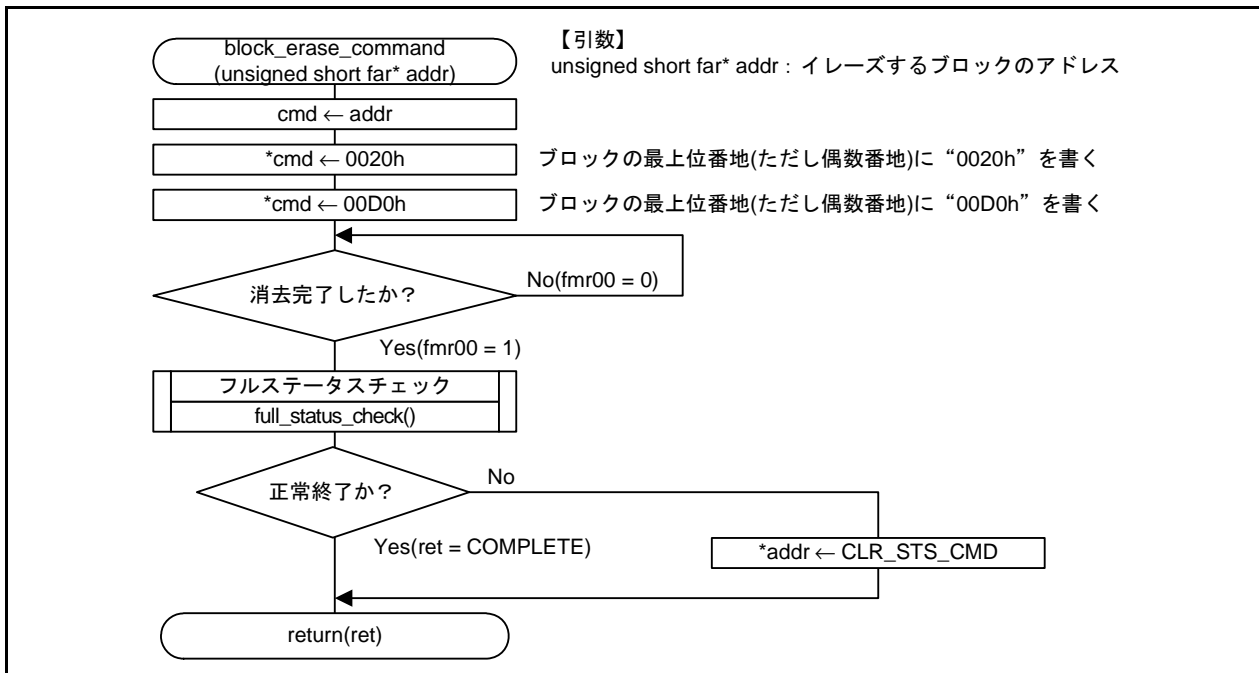 block_erase_command
(unsigned short far* addr)
【引数】
unsigned short far* addr : イレーズするブロックのアドレス
cmd ← addr
*cmd ← 0020h
ブロックの最上位番地(ただし偶数番地)に“0020h”を書く
*cmd ← 00D0h
ブロックの最上位番地(ただし偶数番地)に“00D0h”を書く
消去完了したか？
No(fmr00 = 0)
Yes(fmr00 = 1)
フルステータスチェック
full_status_check()
正常終了か？
No
Yes(ret = COMPLETE)
*addr ← CLR_STS_CMD
return(ret)